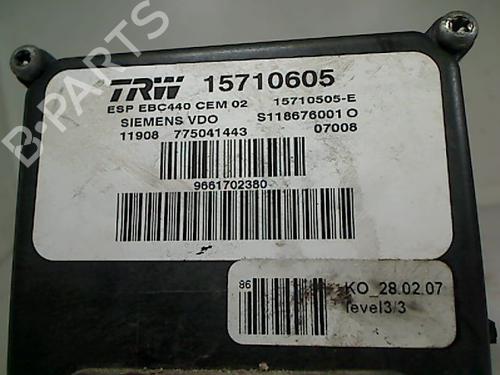 TRW 15710605
ESP EBC440 CEM 02 15710505-E
SIEMENS VDO S118676001 O
11908 775041443 07008
9661702380
86 KO_28.02.07
level3/3